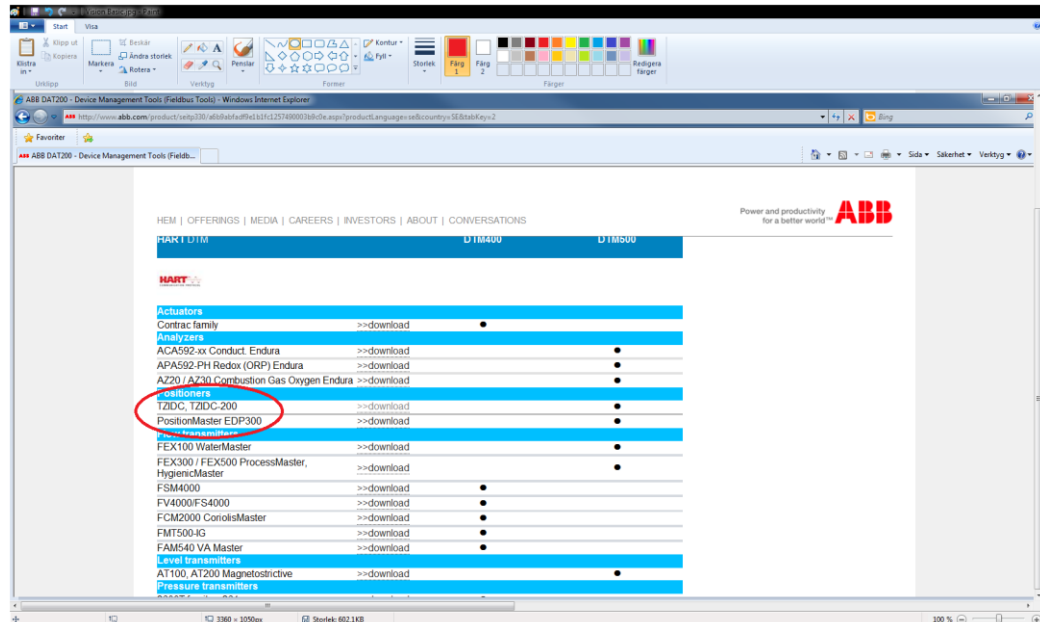 1 Vision Basic.jpg - Paint
Start Visa
Klistra in
Klipp ut
Kopiera
Urklipp
Markera
Beskär
Ändra storlek
Rotera
Bild
Verktyg
Penslar
Kontur
Fyll
Former
Storlek
Färg 1
Färg 2
Redigera färger
Färger
ABB DAT200 - Device Management Tools (Fieldbus Tools) - Windows Internet Explorer
Bing
Favoriter
ABB DAT200 - Device Management Tools (Fieldb...
Sida Säkerhet Verktyg
HEM | OFFERINGS | MEDIA | CAREERS | INVESTORS | ABOUT | CONVERSATIONS
Power and productivity
for a better world™
ABB
HART DTM DTM400 DTM500
HART
Actuators
Contrac family >>download ●
Analyzers
ACA592-xx Conduct. Endura >>download ●
APA592-PH Redox (ORP) Endura >>download ●
AZ20 / AZ30 Combustion Gas Oxygen Endura >>download ●
Positioners
TZIDC, TZIDC-200 >>download ●
PositionMaster EDP300 >>download ●
Flow transmitters
FEX100 WaterMaster >>download ●
FEX300 / FEX500 ProcessMaster,
HygienicMaster >>download ●
FSM4000 >>download ●
FV4000/FS4000 >>download ●
FCM2000 CoriolisMaster >>download ●
FMT500-IG >>download ●
FAM540 VA Master >>download ●
Level transmitters
AT100, AT200 Magnetostrictive >>download ●
Pressure transmitters
3360 × 1050px Storlek: 602.1KB 100 %